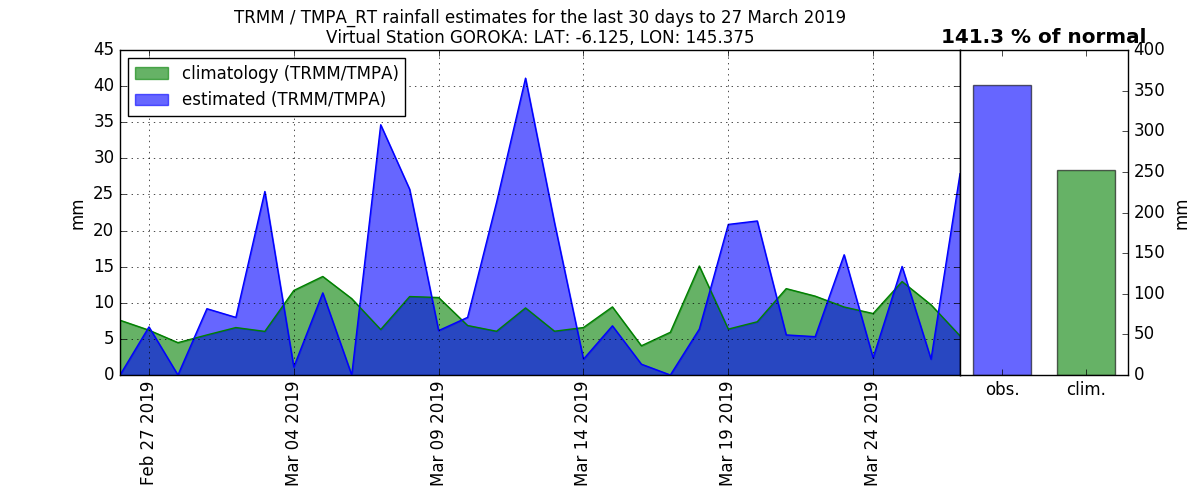 TRMM / TMPA_RT rainfall estimates for the last 30 days to 27 March 2019
Virtual Station GOROKA: LAT: -6.125, LON: 145.375
141.3 % of normal
climatology (TRMM/TMPA)
estimated (TRMM/TMPA)
45
40
35
30
25
20
15
10
5
0
mm
Feb 27 2019
Mar 04 2019
Mar 09 2019
Mar 14 2019
Mar 19 2019
Mar 24 2019
obs.
clim.
400
350
300
250
200
150
100
50
0
mm